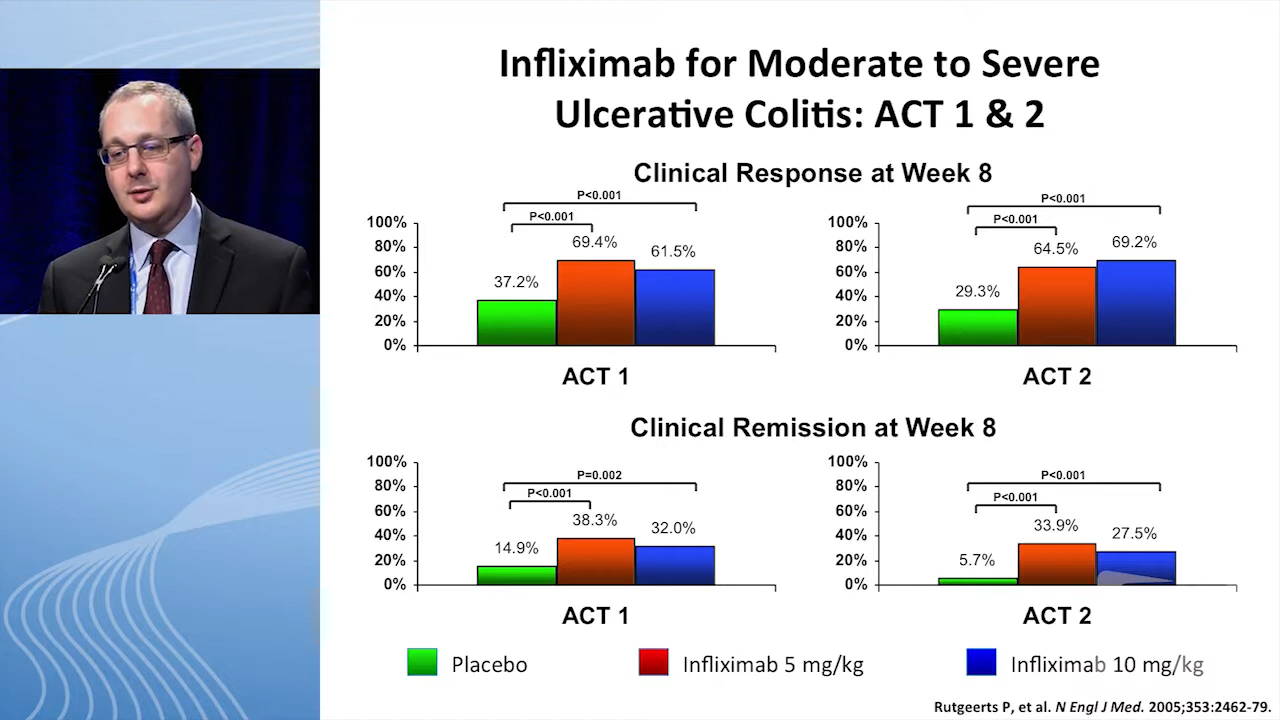 Infliximab for Moderate to Severe
Ulcerative Colitis: ACT 1 & 2
Clinical Response at Week 8
P<0.001
P<0.001
100%
80%
60%
40%
20%
0%
37.2%
69.4%
61.5%
ACT 1
P<0.001
P<0.001
100%
80%
60%
40%
20%
0%
29.3%
64.5%
69.2%
ACT 2
Clinical Remission at Week 8
P=0.002
P<0.001
100%
80%
60%
40%
20%
0%
14.9%
38.3%
32.0%
ACT 1
P<0.001
P<0.001
100%
80%
60%
40%
20%
0%
5.7%
33.9%
27.5%
ACT 2
Placebo
Infliximab 5 mg/kg
Infliximab 10 mg/kg
Rutgeerts P, et al. N Engl J Med. 2005;353:2462-79.